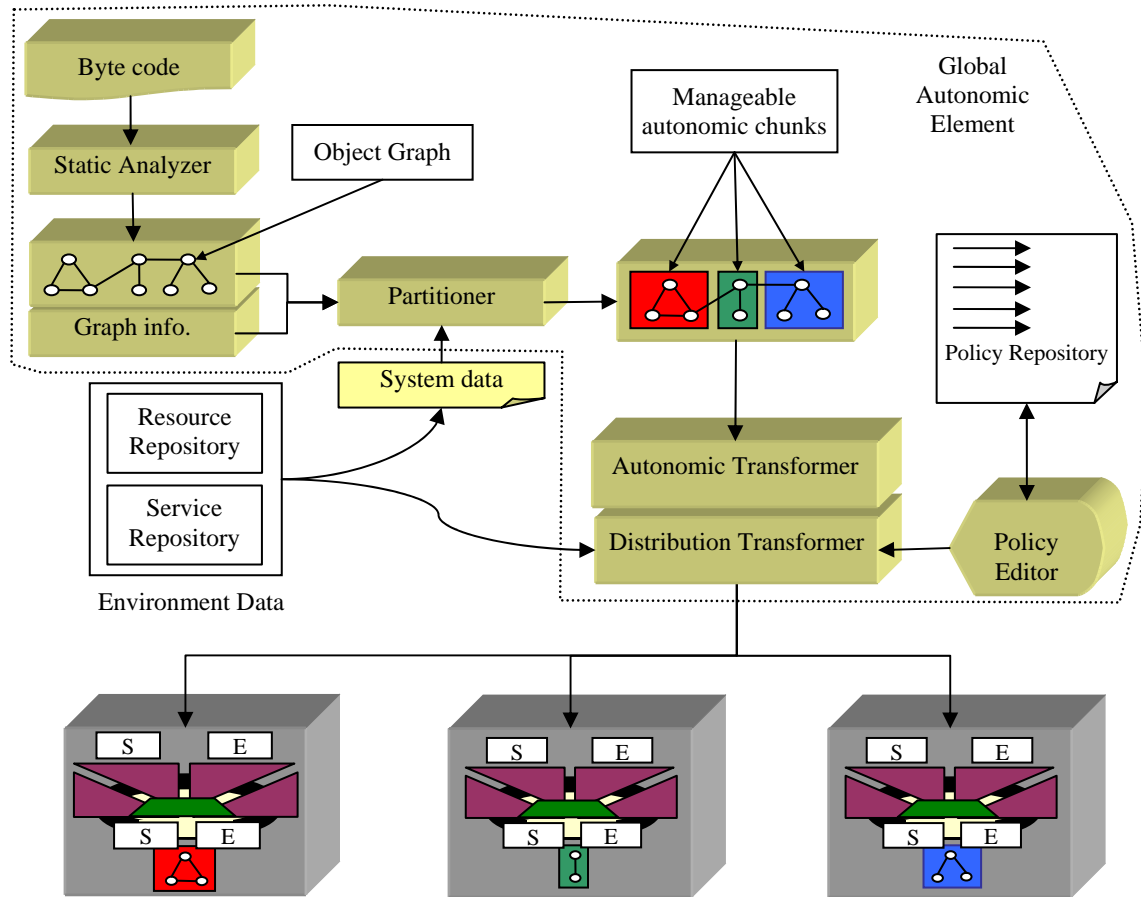 Byte code
Global
Autonomic
Element
Manageable
autonomic chunks
Object Graph
Static Analyzer
Partitioner
Graph info.
Policy Repository
System data
Resource
Repository
Autonomic Transformer
Service
Repository
Distribution Transformer
Policy
Editor
Environment Data
S E
S E
S E
S E
S E
S E